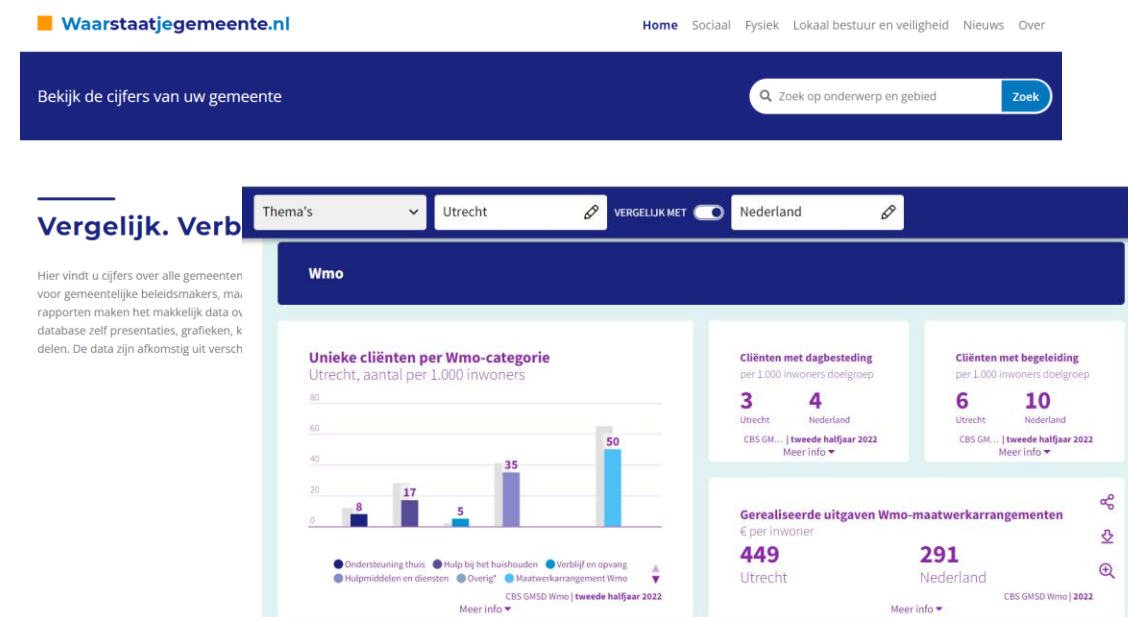 Waarstaatjegemeente.nl
Home Sociaal Fysiek Lokaal bestuur en veiligheid Nieuws Over
Bekijk de cijfers van uw gemeente
Zoek op onderwerp en gebied
Zoek
Vergelijk. Verb
Hier vindt u cijfers over alle gemeenten
voor gemeentelijke beleidsmakers,
rapporten maken het makkelijk data
database zelf presentaties, grafieken, k
delen. De data zijn afkomstig uit versch
Thema's
Utrecht
VERGELIJK MET
Nederland
Wmo
Unieke cliënten per Wmo-categorie
Utrecht, aantal per 1.000 inwoners
80
60
40
20
0
8
17
5
35
50
Ondersteuning thuis Hulp bij het huishouden Verblijf en opvang
Hulpmiddelen en diensten Overig* Maatwerkarrangement Wmo
CBS GMSD Wmo | tweede halfjaar 2022
Meer info
Cliënten met dagbesteding
per 1.000 inwoners doelgroep
3 4
Utrecht Nederland
CBS GM... | tweede halfjaar 2022
Meer info
Cliënten met begeleiding
per 1.000 inwoners doelgroep
6 10
Utrecht Nederland
CBS GM... | tweede halfjaar 2022
Meer info
Gerealiseerde uitgaven Wmo-maatwerkarrangementen
€ per inwoner
449 291
Utrecht Nederland
CBS GMSD Wmo | 2022
Meer info